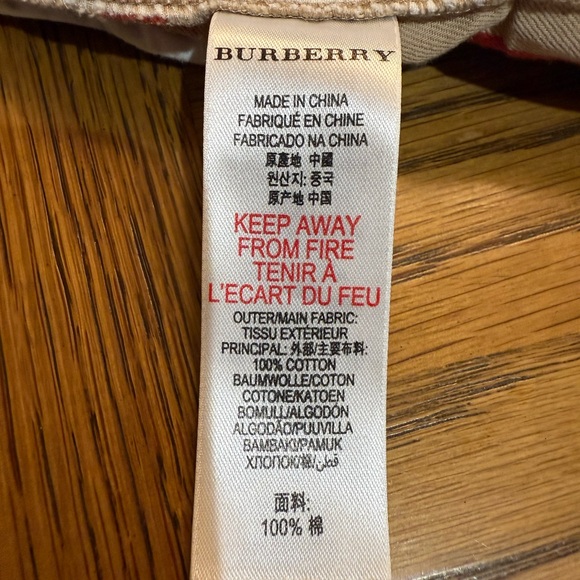 BURBERRY
MADE IN CHINA
FABRIQUÉ EN CHINE
FABRICADO NA CHINA
原產地 中國
원산지: 중국
原产地 中国
KEEP AWAY
FROM FIRE
TENIR À
L'ECART DU FEU
OUTER/MAIN FABRIC:
TISSU EXTÉRIEUR
PRINCIPAL: 外部/主要布料:
100% COTTON
BAUMWOLLE/COTON
COTONE/KATOEN
BOMULL/ALGODÓN
ALGODÃO/PUUVILLA
BAMBAKI/PAMUK
ХЛОПОК/棉/قطن
面料:
100% 棉